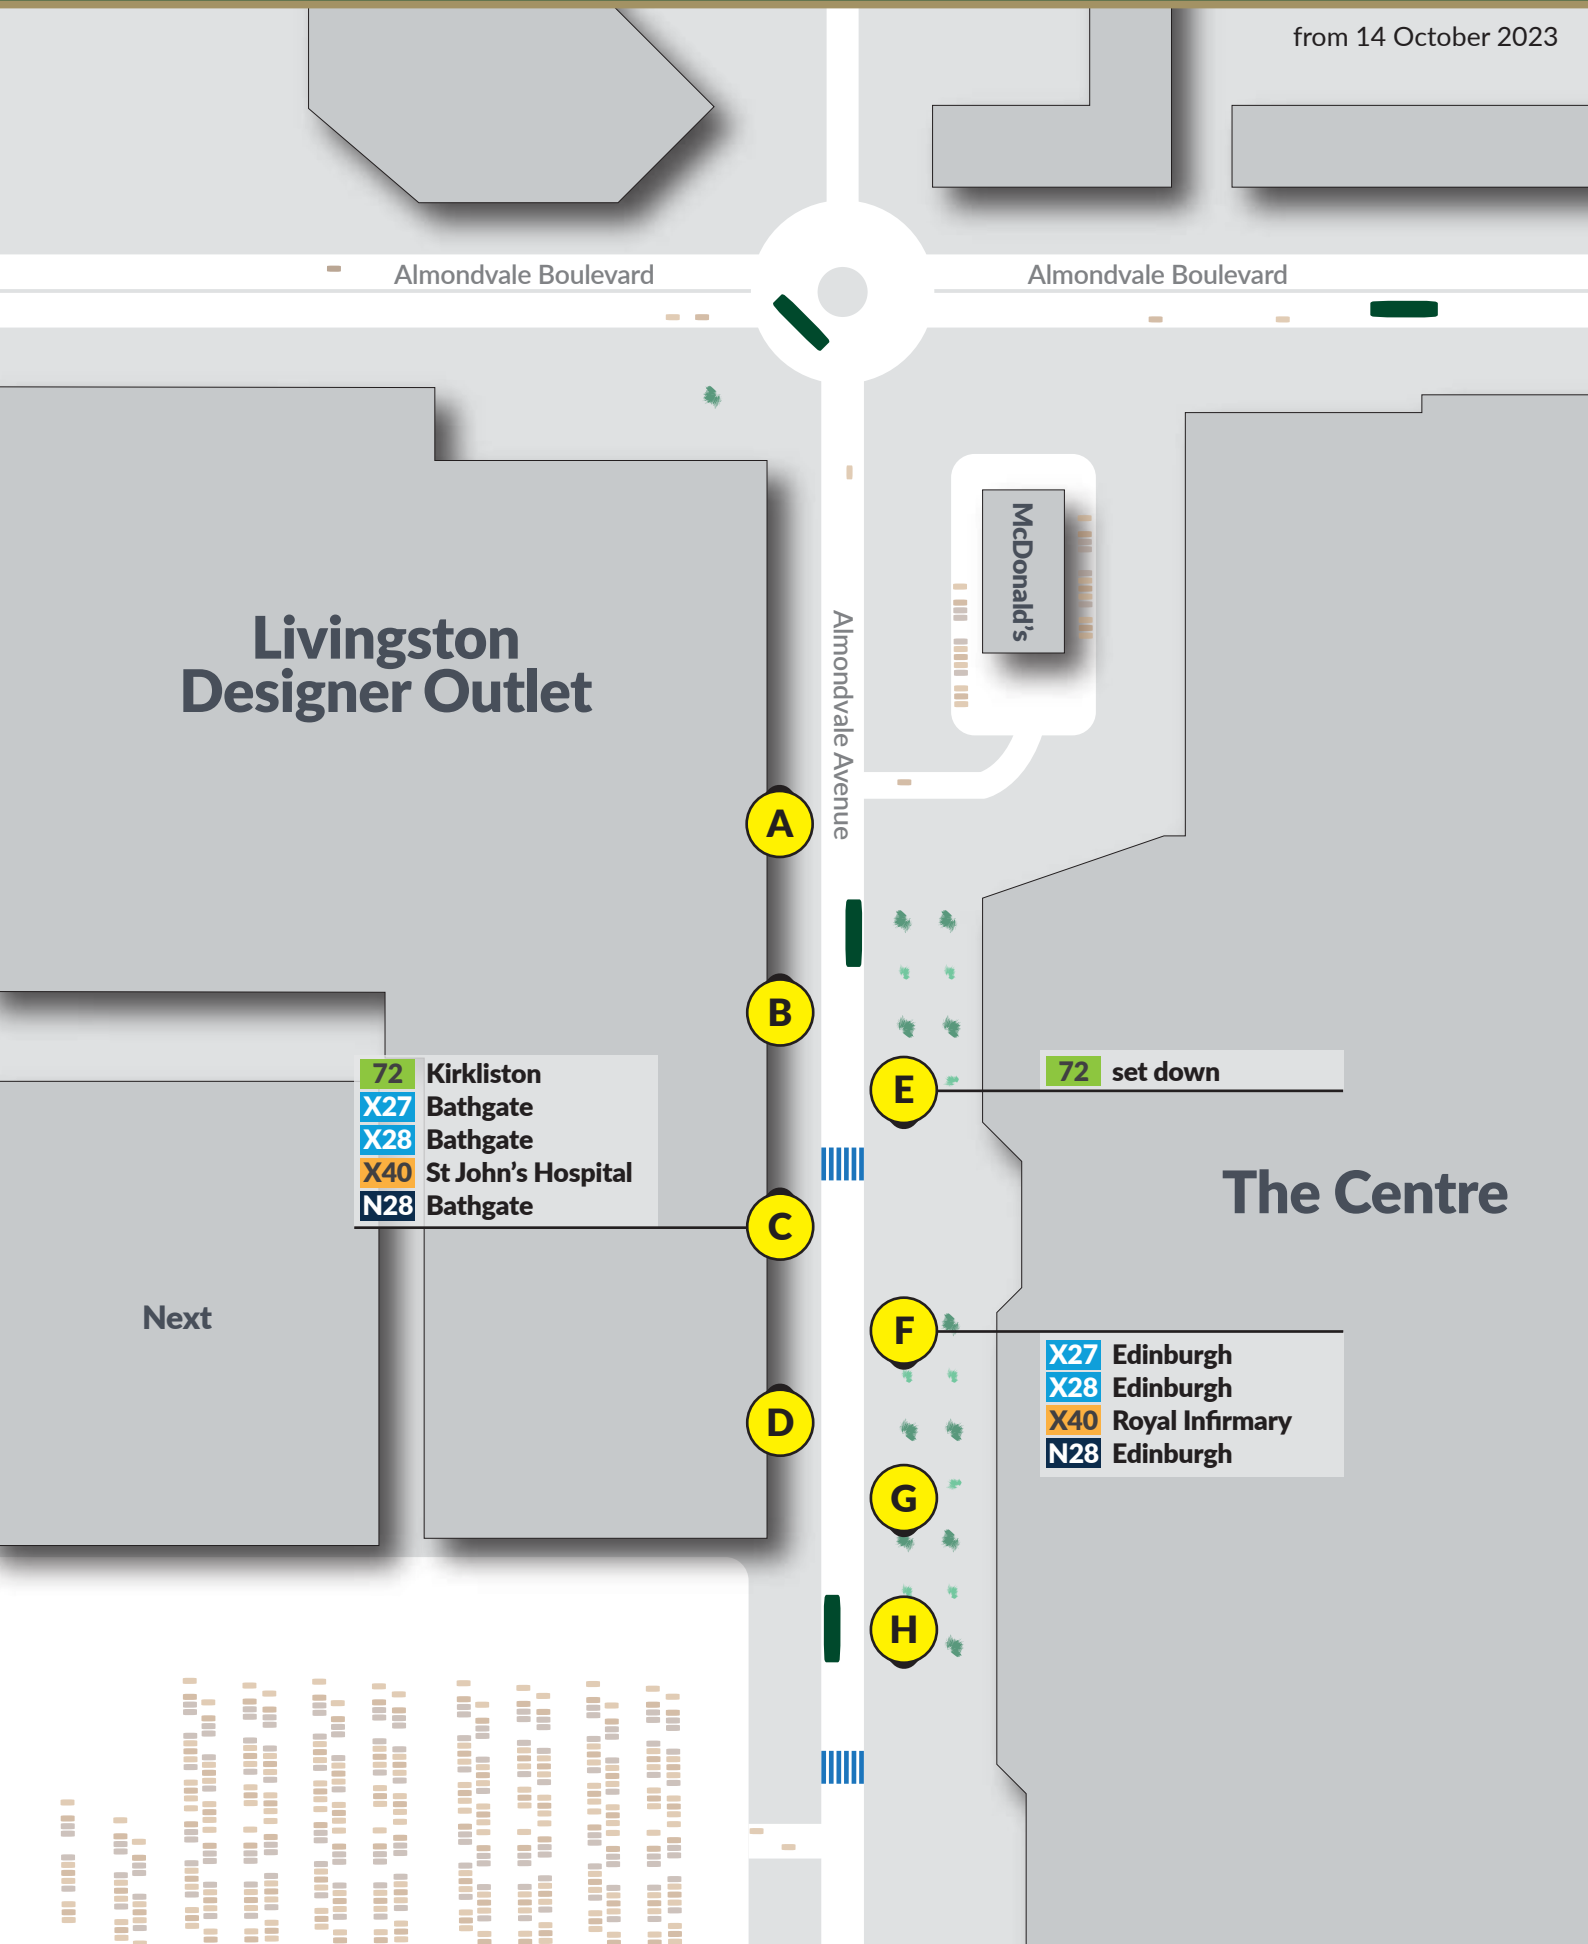 from 14 October 2023
Almondvale Boulevard
Almondvale Boulevard
McDonald's
Livingston
Designer Outlet
Almondvale Avenue
A
B
72 Kirkliston
X27 Bathgate
X28 Bathgate
X40 St John's Hospital
N28 Bathgate
C
E
72 set down
The Centre
Next
F
X27 Edinburgh
X28 Edinburgh
X40 Royal Infirmary
N28 Edinburgh
D
G
H